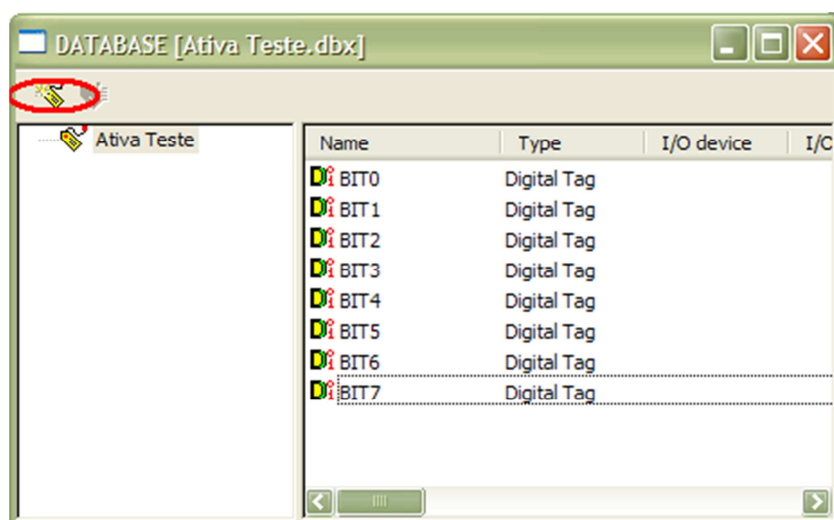 DATABASE [Ativa Teste.dbx]
Ativa Teste
Name Type I/O device I/O
BIT0 Digital Tag
BIT1 Digital Tag
BIT2 Digital Tag
BIT3 Digital Tag
BIT4 Digital Tag
BIT5 Digital Tag
BIT6 Digital Tag
BIT7 Digital Tag